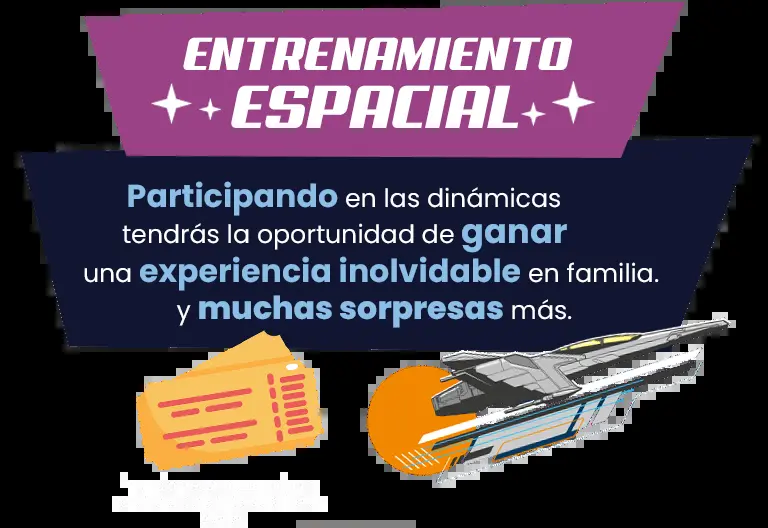 ENTRENAMIENTO
ESPACIAL
Participando en las dinámicas
tendrás la oportunidad de ganar
una experiencia inolvidable en familia.
y muchas sorpresas más.